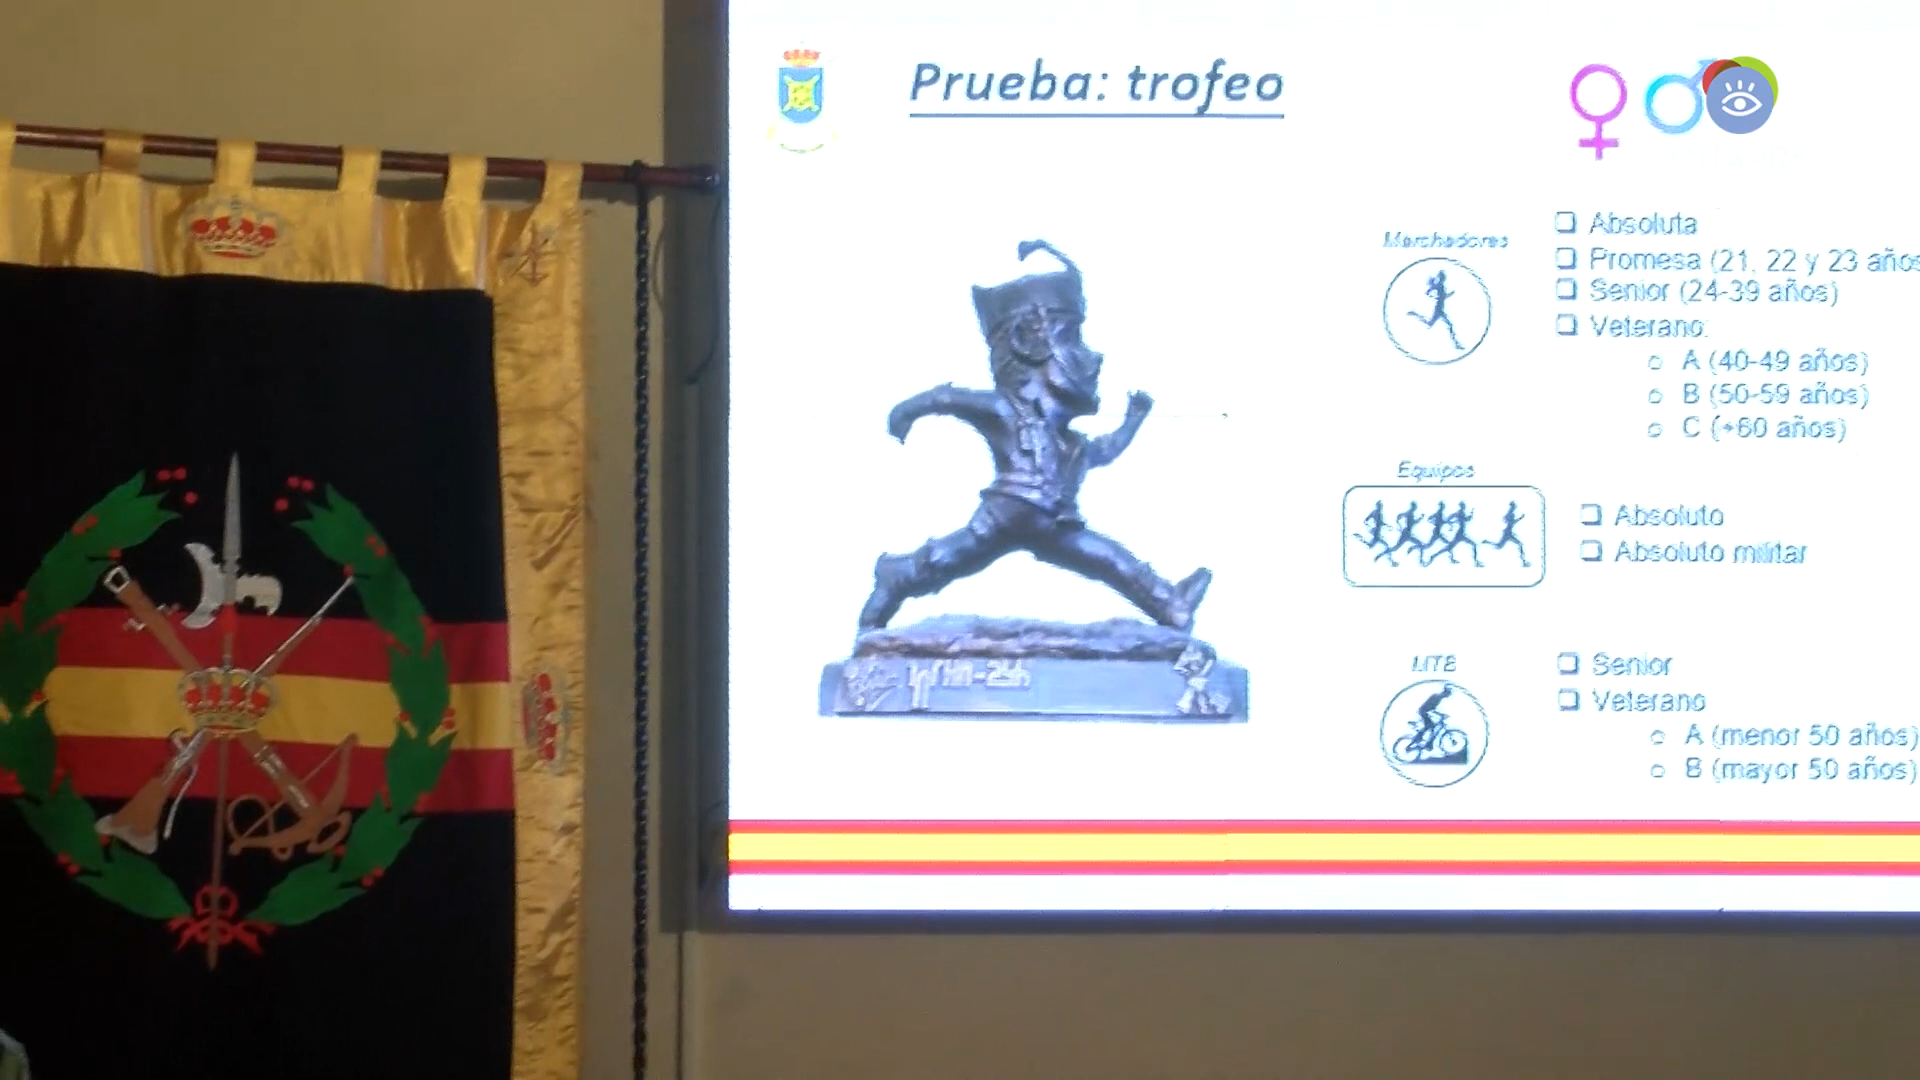 Prueba: trofeo
Marchadores
Absoluta
Promesa (21, 22 y 23 años
Senior (24-39 años)
Veterano:
A (40-49 años)
B (50-59 años)
C (+60 años)
Equipos
Absoluto
Absoluto militar
LITE
Senior
Veterano
A (menor 50 años)
B (mayor 50 años)